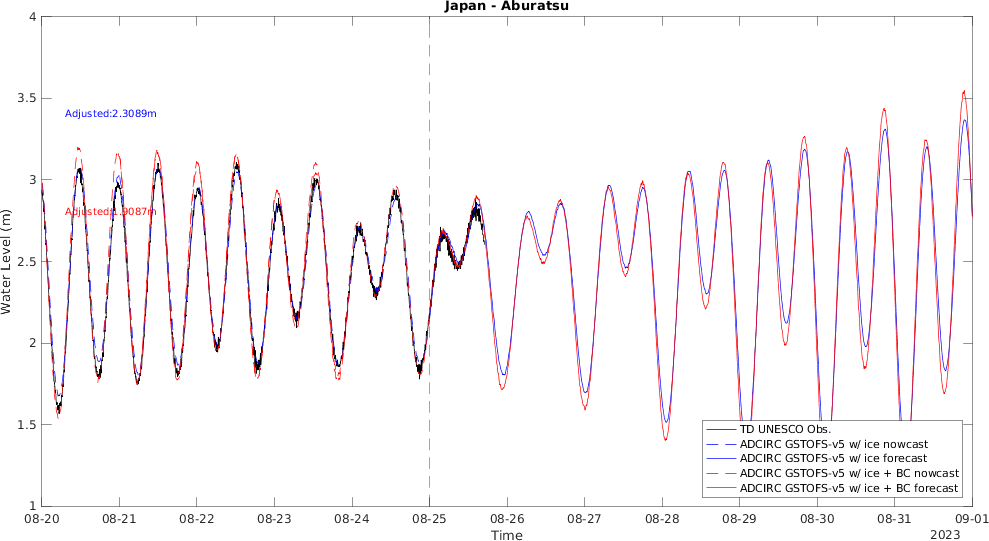 Japan - Aburatsu
4
3.5
3
2.5
2
1.5
1
Water Level (m)
Adjusted:2.3089m
Adjusted:1.9087m
TD UNESCO Obs.
ADCIRC GSTOFS-v5 w/ ice nowcast
ADCIRC GSTOFS-v5 w/ ice forecast
ADCIRC GSTOFS-v5 w/ ice + BC nowcast
ADCIRC GSTOFS-v5 w/ ice + BC forecast
08-20 08-21 08-22 08-23 08-24 08-25 08-26 08-27 08-28 08-29 08-30 08-31 09-01
Time
2023